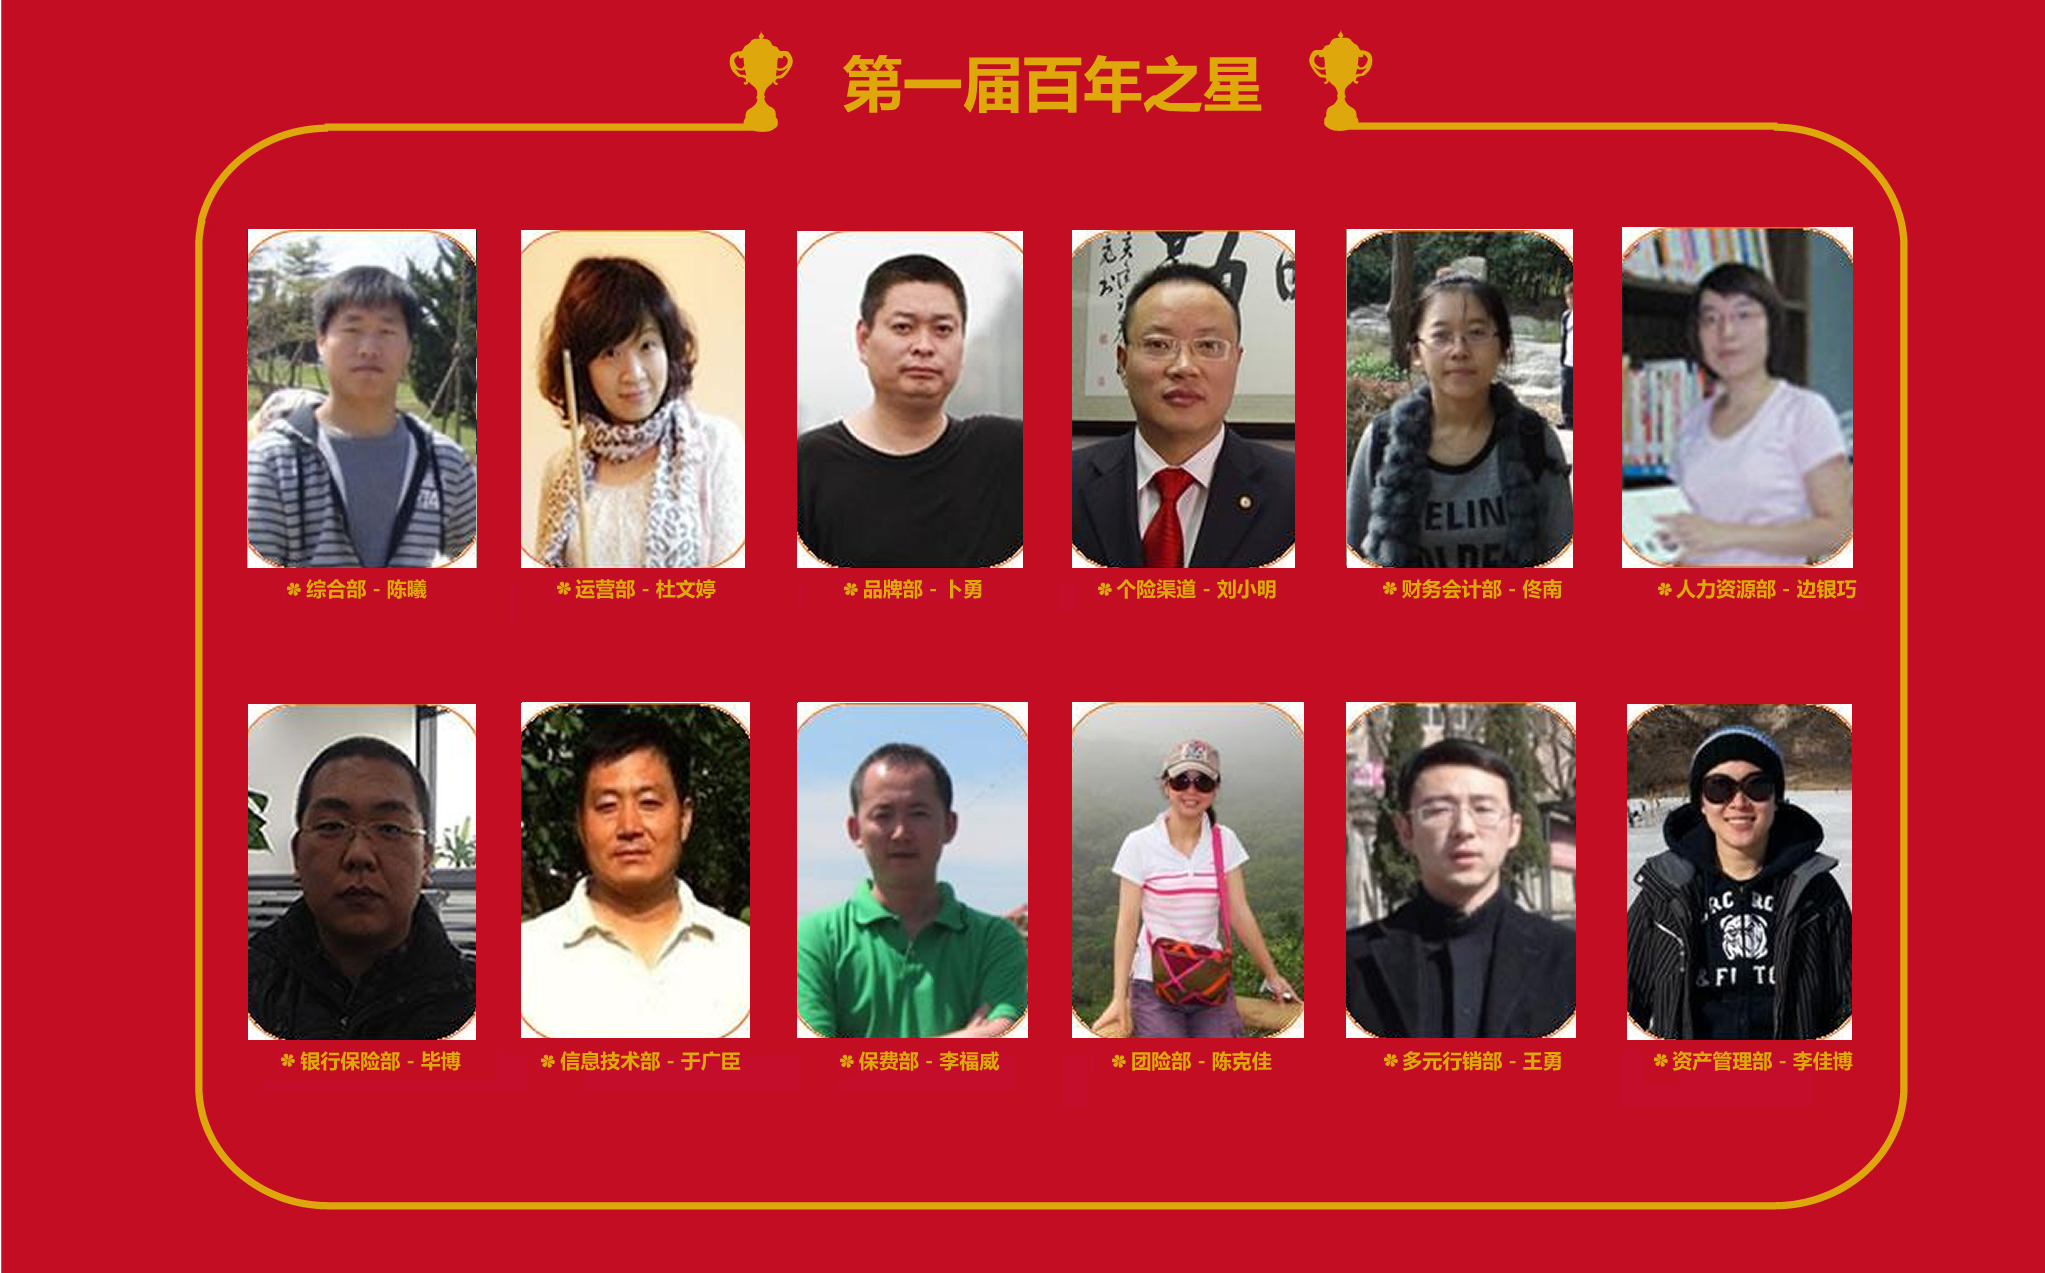 第一届百年之星
综合部 - 陈曦
运营部 - 杜文婷
品牌部 - 卜勇
个险渠道 - 刘小明
财务会计部 - 佟南
人力资源部 - 边银巧
ELIN
银行保险部 - 毕博
信息技术部 - 于广臣
保费部 - 李福威
团险部 - 陈克佳
多元行销部 - 王勇
资产管理部 - 李佳博